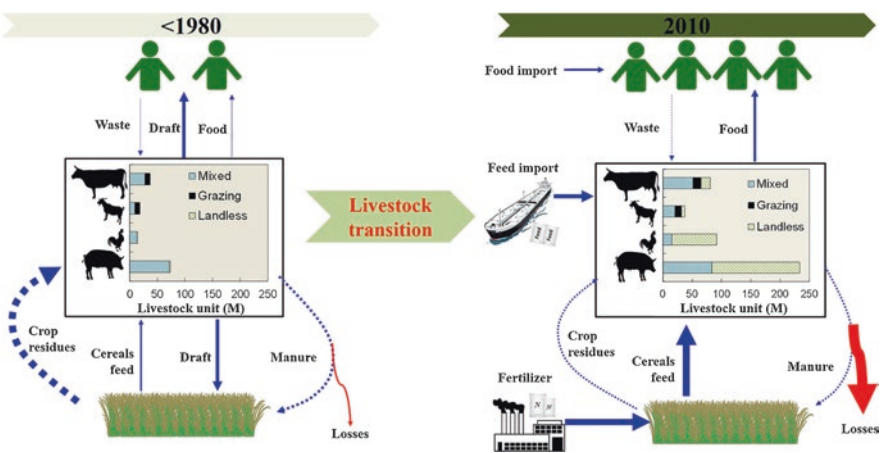 <1980
2010
Food import
Waste
Draft
Food
Waste
Food
Mixed
Grazing
Landless
0 50 100 150 200 250
Livestock unit (M)
Livestock
transition
Feed import
Feed
Feed
Mixed
Grazing
Landless
0 50 100 150 200 250
Livestock unit (M)
Crop
residues
Cereals
feed
Draft
Manure
Losses
Crop
residues
Cereals
feed
Manure
Losses
Fertilizer
N
N